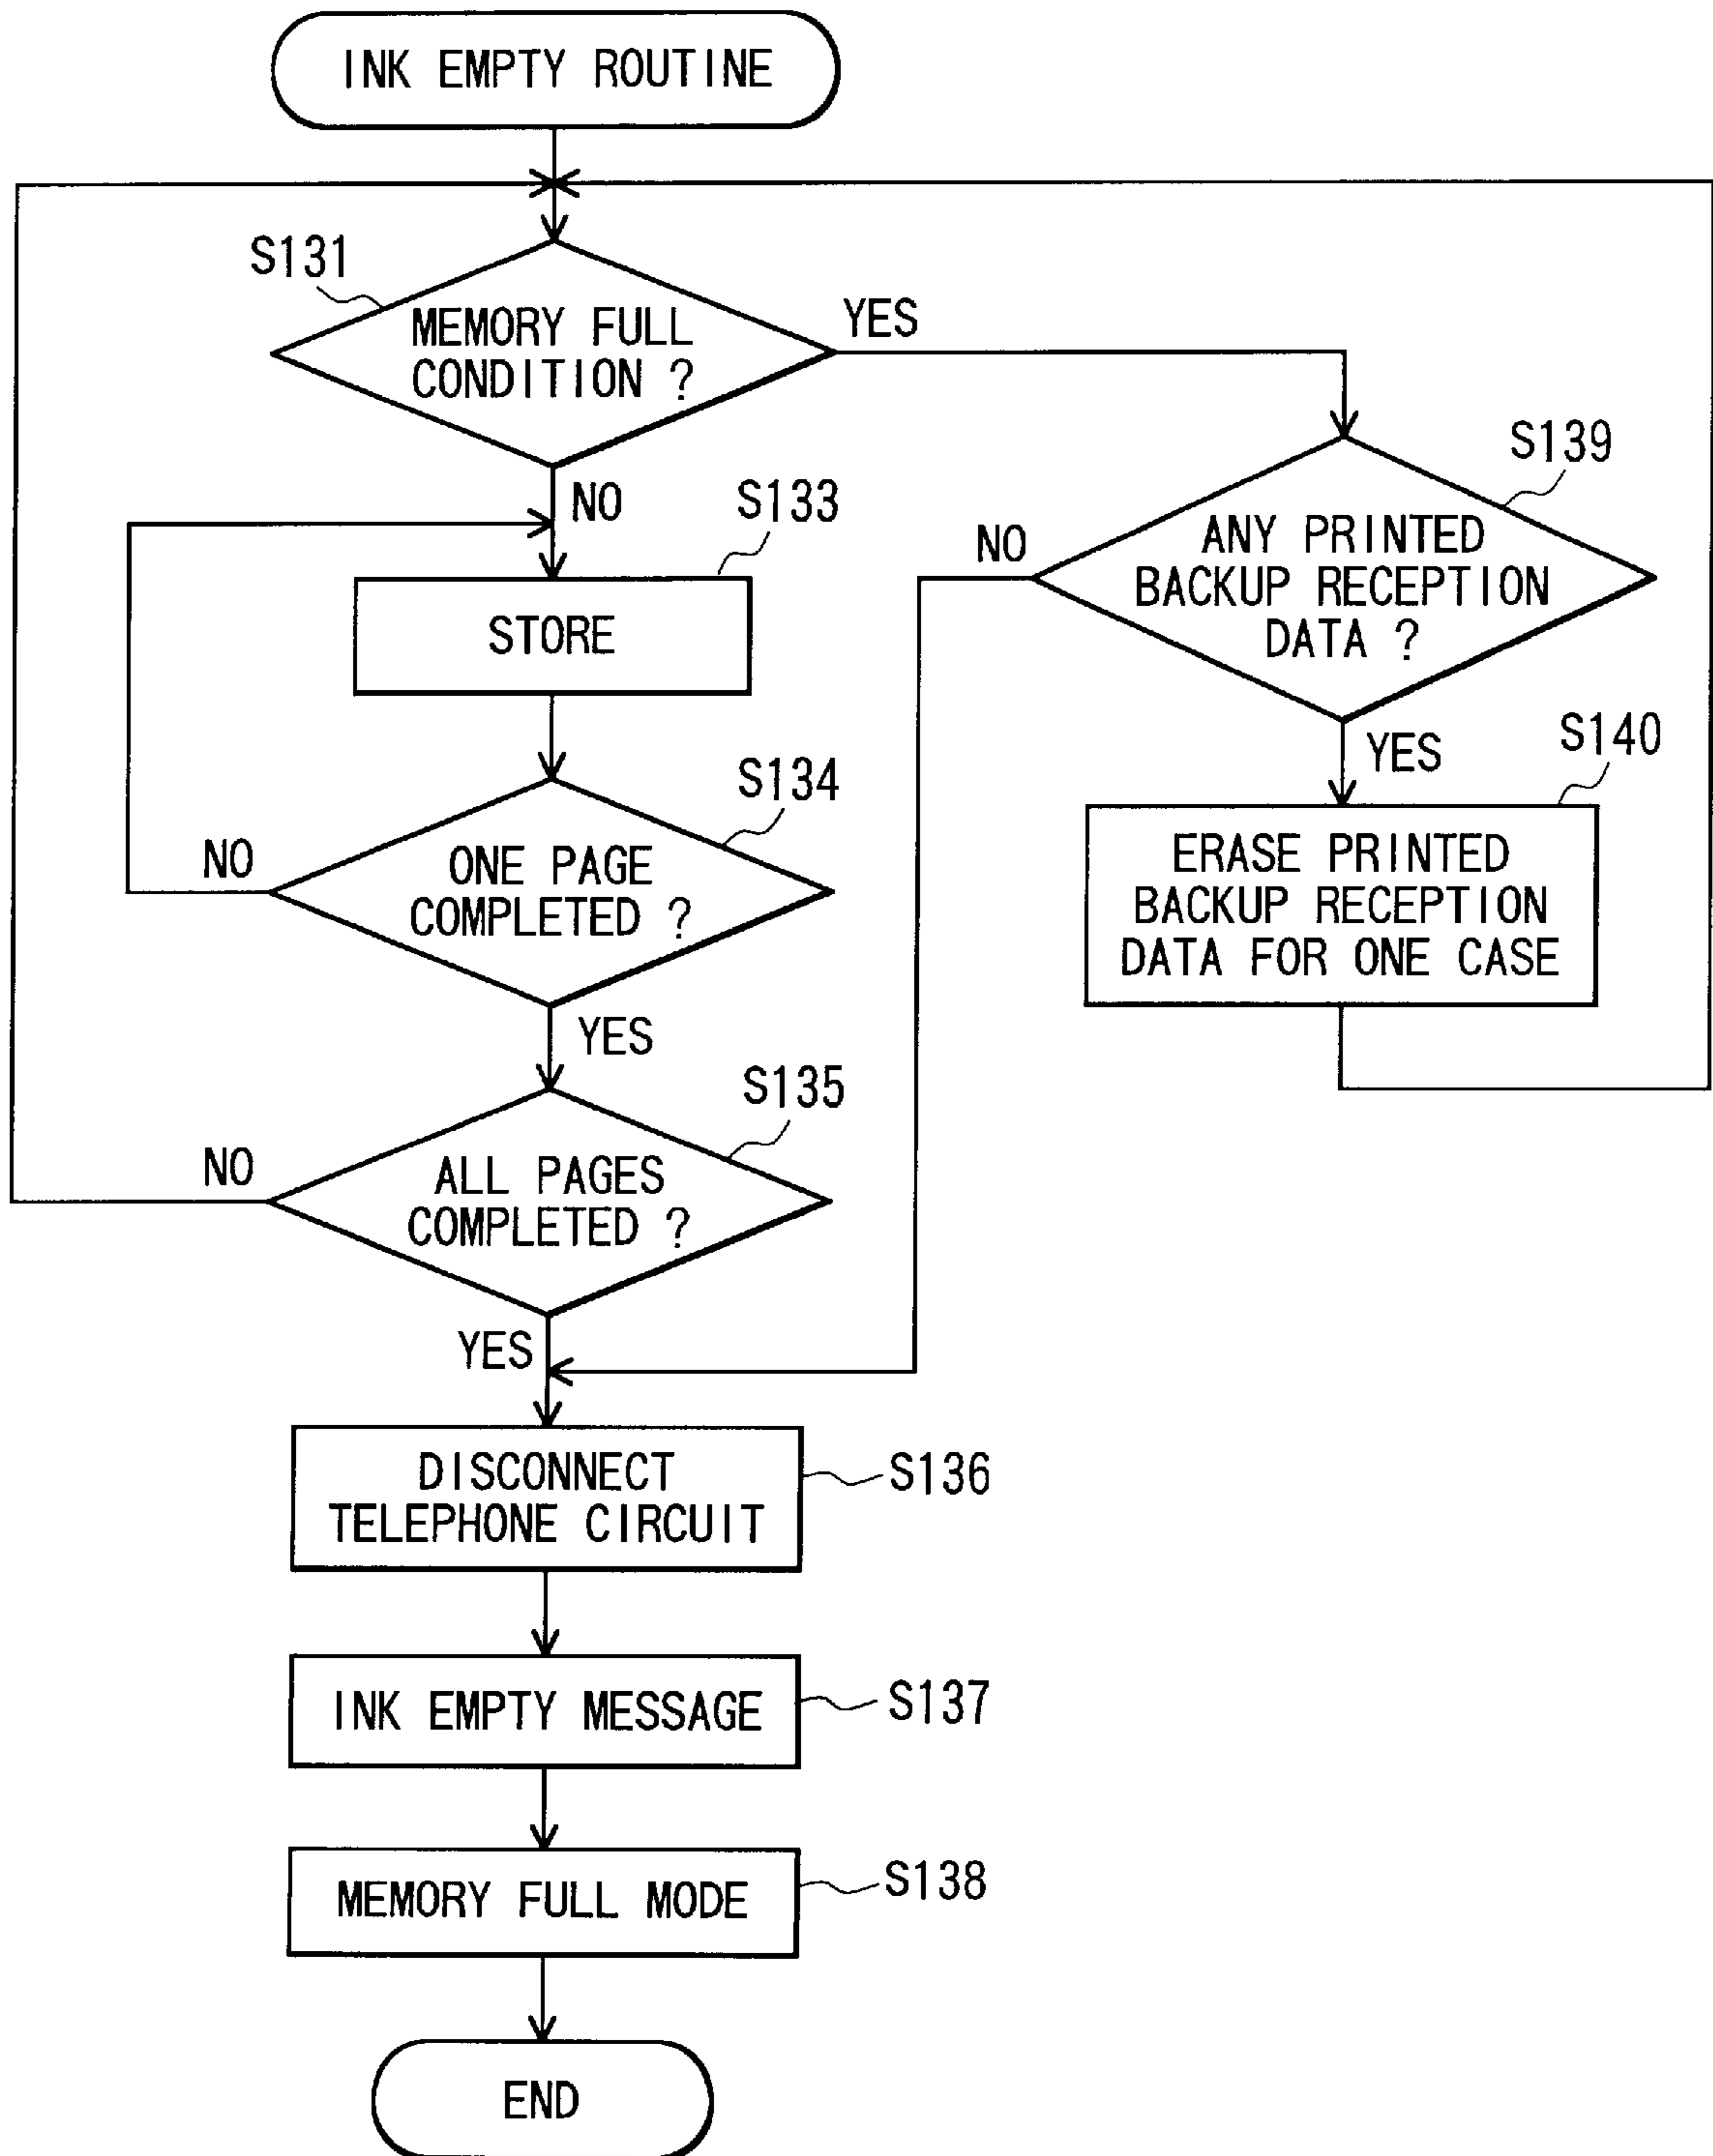 INK EMPTY ROUTINE
S131
MEMORY FULL
CONDITION ?
YES
NO
S133
STORE
S139
ANY PRINTED
BACKUP RECEPTION
DATA ?
NO
YES
S140
ERASE PRINTED
BACKUP RECEPTION
DATA FOR ONE CASE
S134
ONE PAGE
COMPLETED ?
NO
YES
S135
ALL PAGES
COMPLETED ?
NO
YES
DISCONNECT
TELEPHONE CIRCUIT
S136
INK EMPTY MESSAGE
S137
MEMORY FULL MODE
S138
END